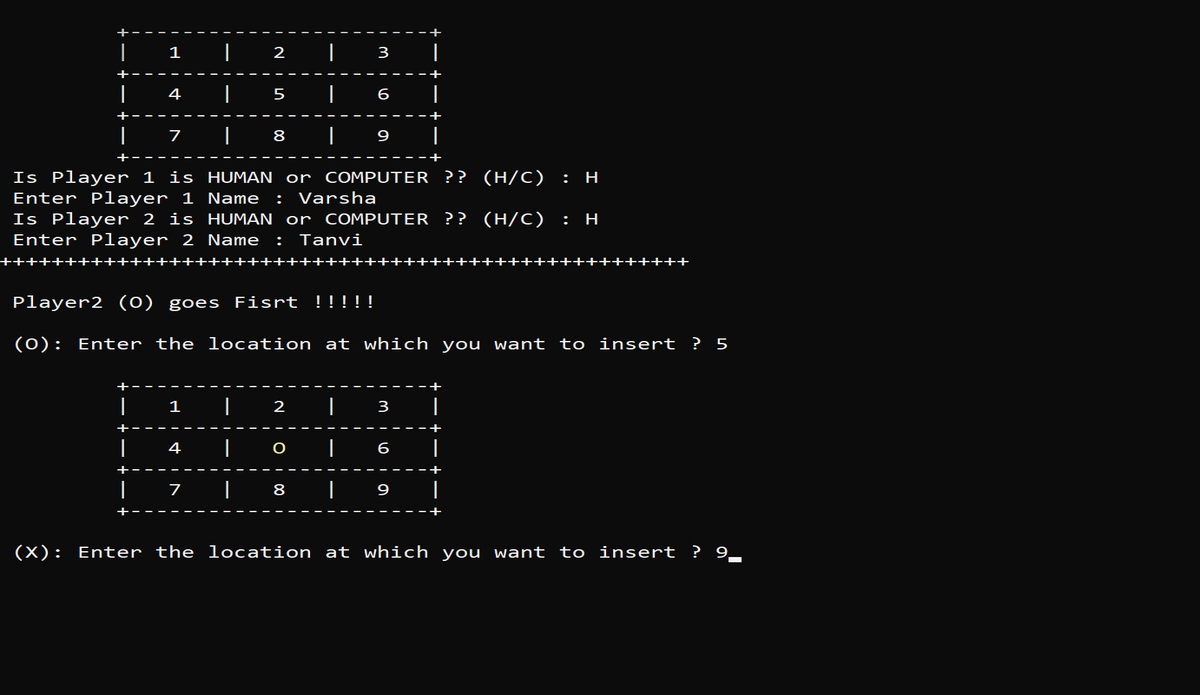 +-----------------------+
|   1   |   2   |   3   |
+-----------------------+
|   4   |   5   |   6   |
+-----------------------+
|   7   |   8   |   9   |
+-----------------------+
Is Player 1 is HUMAN or COMPUTER ?? (H/C) : H
Enter Player 1 Name : Varsha
Is Player 2 is HUMAN or COMPUTER ?? (H/C) : H
Enter Player 2 Name : Tanvi
+++++++++++++++++++++++++++++++++++++++++++++++++++++
Player2 (O) goes Fisrt !!!!!
(O): Enter the location at which you want to insert ? 5
+-----------------------+
|   1   |   2   |   3   |
+-----------------------+
|   4   |   O   |   6   |
+-----------------------+
|   7   |   8   |   9   |
+-----------------------+
(X): Enter the location at which you want to insert ? 9